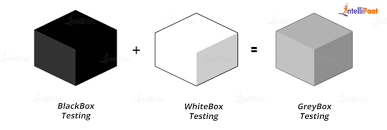 IntelliPaat
+
=
BlackBox
Testing
WhiteBox
Testing
GreyBox
Testing